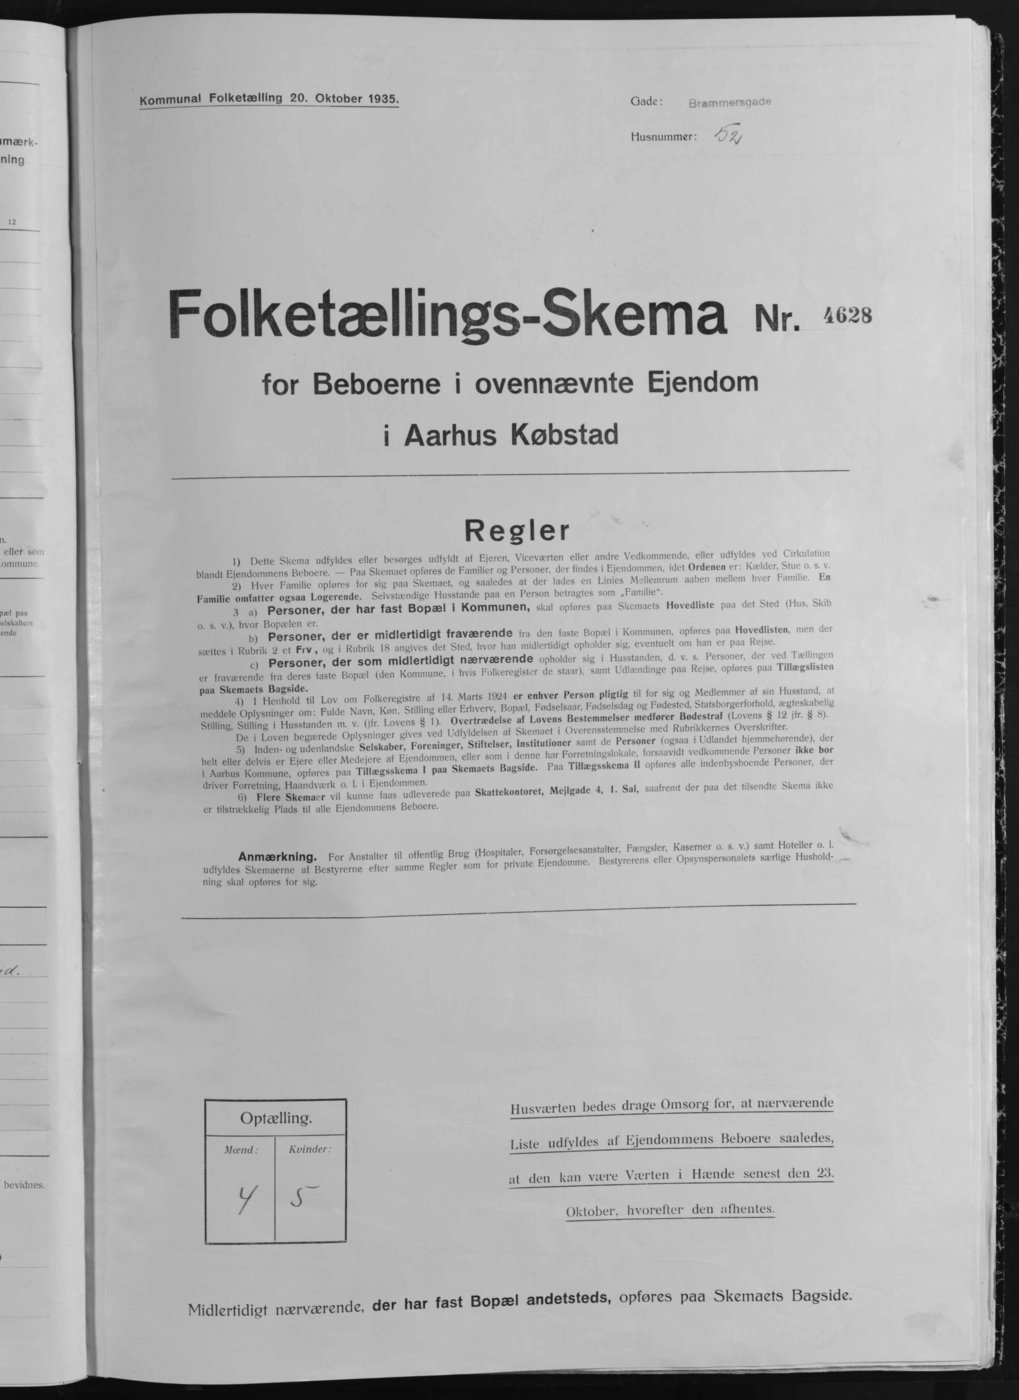 mærk-
ning
12
n.
eller som
ommune
pæl paa
elskabers
ende
ed.
bevidnes.
Kommunal Folketælling 20. Oktober 1935.
Gade: Brammersgade
Husnummer: 52
Folketællings-Skema Nr. 4628
for Beboerne i ovennævnte Ejendom
i Aarhus Købstad
Regler
1) Dette Skema udfyldes eller besørges udfyldt af Ejeren, Viceværten eller andre Vedkommende, eller udfyldes ved Cirkulation
blandt Ejendommens Beboere. — Paa Skemaet opføres de Familier og Personer, der findes i Ejendommen, idet Ordenen er: Kælder, Stue o. s. v.
2) Hver Familie opføres for sig paa Skemaet, og saaledes at der lades en Linies Mellemrum aaben mellem hver Familie. En
Familie omfatter ogsaa Logerende. Selvstændige Husstande paa en Person betragtes som „Familie“.
3 a) Personer, der har fast Bopæl i Kommunen, skal opføres paa Skemaets Hovedliste paa det Sted (Hus, Skib
o. s. v.), hvor Bopælen er.
b) Personer, der er midlertidigt fraværende fra den faste Bopæl i Kommunen, opføres paa Hovedlisten, men der
sættes i Rubrik 2 et Frv, og i Rubrik 18 angives det Sted, hvor han midlertidigt opholder sig, eventuelt om han er paa Rejse.
c) Personer, der som midlertidigt nærværende opholder sig i Husstanden, d. v. s. Personer, der ved Tællingen
er fraværende fra deres faste Bopæl (den Kommune, i hvis Folkeregister de staar), samt Udlændinge paa Rejse, opføres paa Tillægslisten
paa Skemaets Bagside.
4) I Henhold til Lov om Folkeregistre af 14. Marts 1924 er enhver Person pligtig til for sig og Medlemmer af sin Husstand, at
meddele Oplysninger om: Fulde Navn, Køn, Stilling eller Erhverv, Bopæl, Fødselsaar, Fødselsdag og Fødested, Statsborgerforhold, ægteskabelig
Stilling, Stilling i Husstanden m. v. (jfr. Lovens § 1). Overtrædelse af Lovens Bestemmelser medfører Bødestraf (Lovens § 12 jfr. § 8).
De i Loven begærede Oplysninger gives ved Udfyldelsen af Skemaet i Overensstemmelse med Rubrikkernes Overskrifter.
5) Inden- og udenlandske Selskaber, Foreninger, Stiftelser, Institutioner samt de Personer (ogsaa i Udlandet hjemmehørende), der
helt eller delvis er Ejere eller Medejere af Ejendommen, eller som i denne har Forretningslokale, forsaavidt vedkommende Personer ikke bor
i Aarhus Kommune, opføres paa Tillægsskema I paa Skemaets Bagside. Paa Tillægsskema II opføres alle indenbysboende Personer, der
driver Forretning, Haandværk o. l. i Ejendommen.
6) Flere Skemaer vil kunne faas udleverede paa Skattekontoret, Mejlgade 4, 1. Sal, saafremt der paa det tilsendte Skema ikke
er tilstrækkelig Plads til alle Ejendommens Beboere.
Anmærkning. For Anstalter til offentlig Brug (Hospitaler, Forsørgelsesanstalter, Fængsler, Kaserner o. s. v.) samt Hoteller o. l.
udfyldes Skemaerne af Bestyrerne efter samme Regler som for private Ejendomme. Bestyrerens eller Opsynspersonalets særlige Hushold-
ning skal opføres for sig.
Optælling.
Mænd: Kvinder:
4 5
Husværten bedes drage Omsorg for, at nærværende
Liste udfyldes af Ejendommens Beboere saaledes,
at den kan være Værten i Hænde senest den 23.
Oktober, hvorefter den afhentes.
Midlertidigt nærværende, der har fast Bopæl andetsteds, opføres paa Skemaets Bagside.